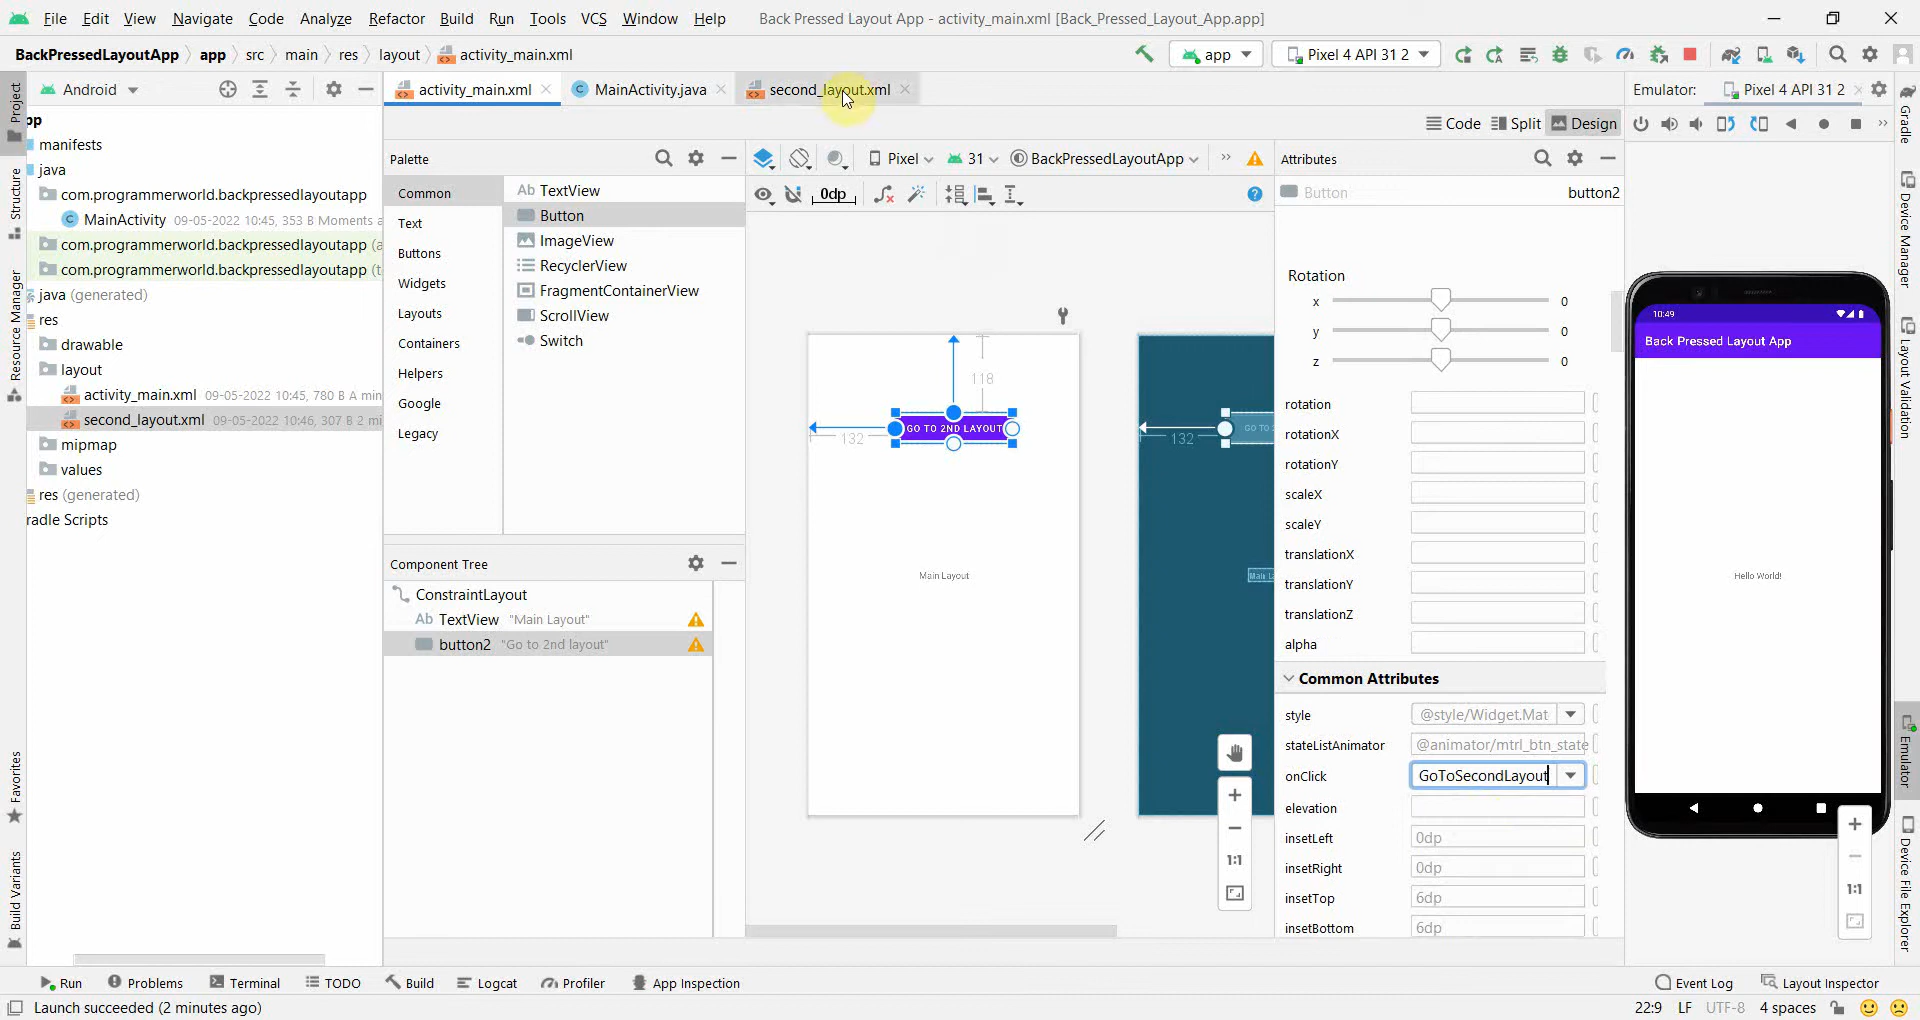 File Edit View Navigate Code Analyze Refactor Build Run Tools VCS Window Help Back Pressed Layout App - activity_main.xml [Back_Pressed_Layout_App.app]
BackPressedLayoutApp app src main res layout activity_main.xml app Pixel 4 API 31 2
Android activity_main.xml MainActivity.java second_layout.xml Emulator: Pixel 4 API 31 2
Code Split Design
Project
Structure
Resource Manager
Favorites
Build Variants
pp
manifests
java
com.programmerworld.backpressedlayoutapp
MainActivity 09-05-2022 10:45, 353 B Moments a
com.programmerworld.backpressedlayoutapp (a
com.programmerworld.backpressedlayoutapp (t
java (generated)
res
drawable
layout
activity_main.xml 09-05-2022 10:45, 780 B A min
second_layout.xml 09-05-2022 10:46, 307 B 2 mi
mipmap
values
res (generated)
radle Scripts
Palette
Common
Text
Buttons
Widgets
Layouts
Containers
Helpers
Google
Legacy
Ab TextView
Button
ImageView
RecyclerView
FragmentContainerView
ScrollView
Switch
Component Tree
ConstraintLayout
Ab TextView "Main Layout"
button2 "Go to 2nd layout"
Pixel 31 BackPressedLayoutApp
0dp
118
GO TO 2ND LAYOUT
132
Main Layout
GO TO
132
Main La
1:1
Attributes
Button button2
Rotation
x 0
y 0
z 0
rotation
rotationX
rotationY
scaleX
scaleY
translationX
translationY
translationZ
alpha
Common Attributes
style @style/Widget.Mat
stateListAnimator @animator/mtrl_btn_state
onClick GoToSecondLayout
elevation
insetLeft 0dp
insetRight 0dp
insetTop 6dp
insetBottom 6dp
10:49
Back Pressed Layout App
Hello World!
1:1
Gradle
Device Manager
Layout Validation
Emulator
Device File Explorer
Run Problems Terminal TODO Build Logcat Profiler App Inspection Event Log Layout Inspector
Launch succeeded (2 minutes ago) 22:9 LF UTF-8 4 spaces